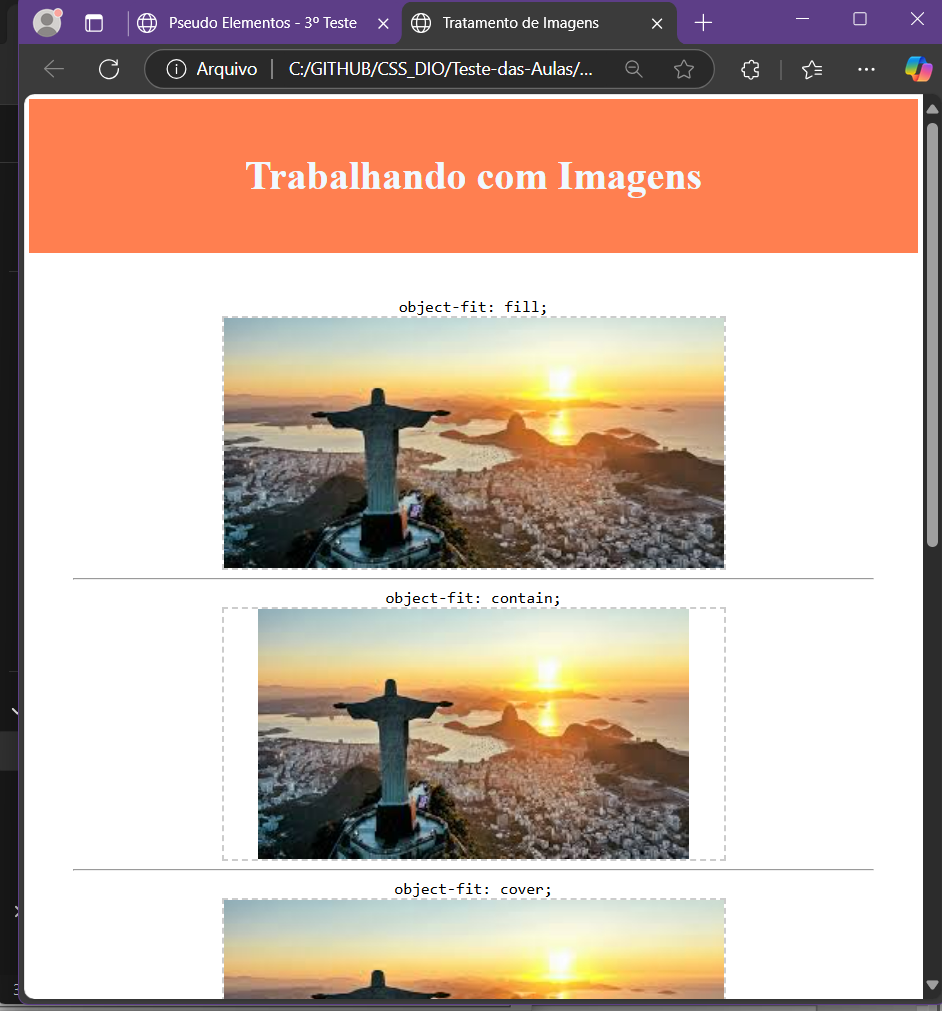 Pseudo Elementos - 3º Teste
Tratamento de Imagens
Arquivo
C:/GITHUB/CSS_DIO/Teste-das-Aulas/...
Trabalhando com Imagens
object-fit: fill;
object-fit: contain;
object-fit: cover;